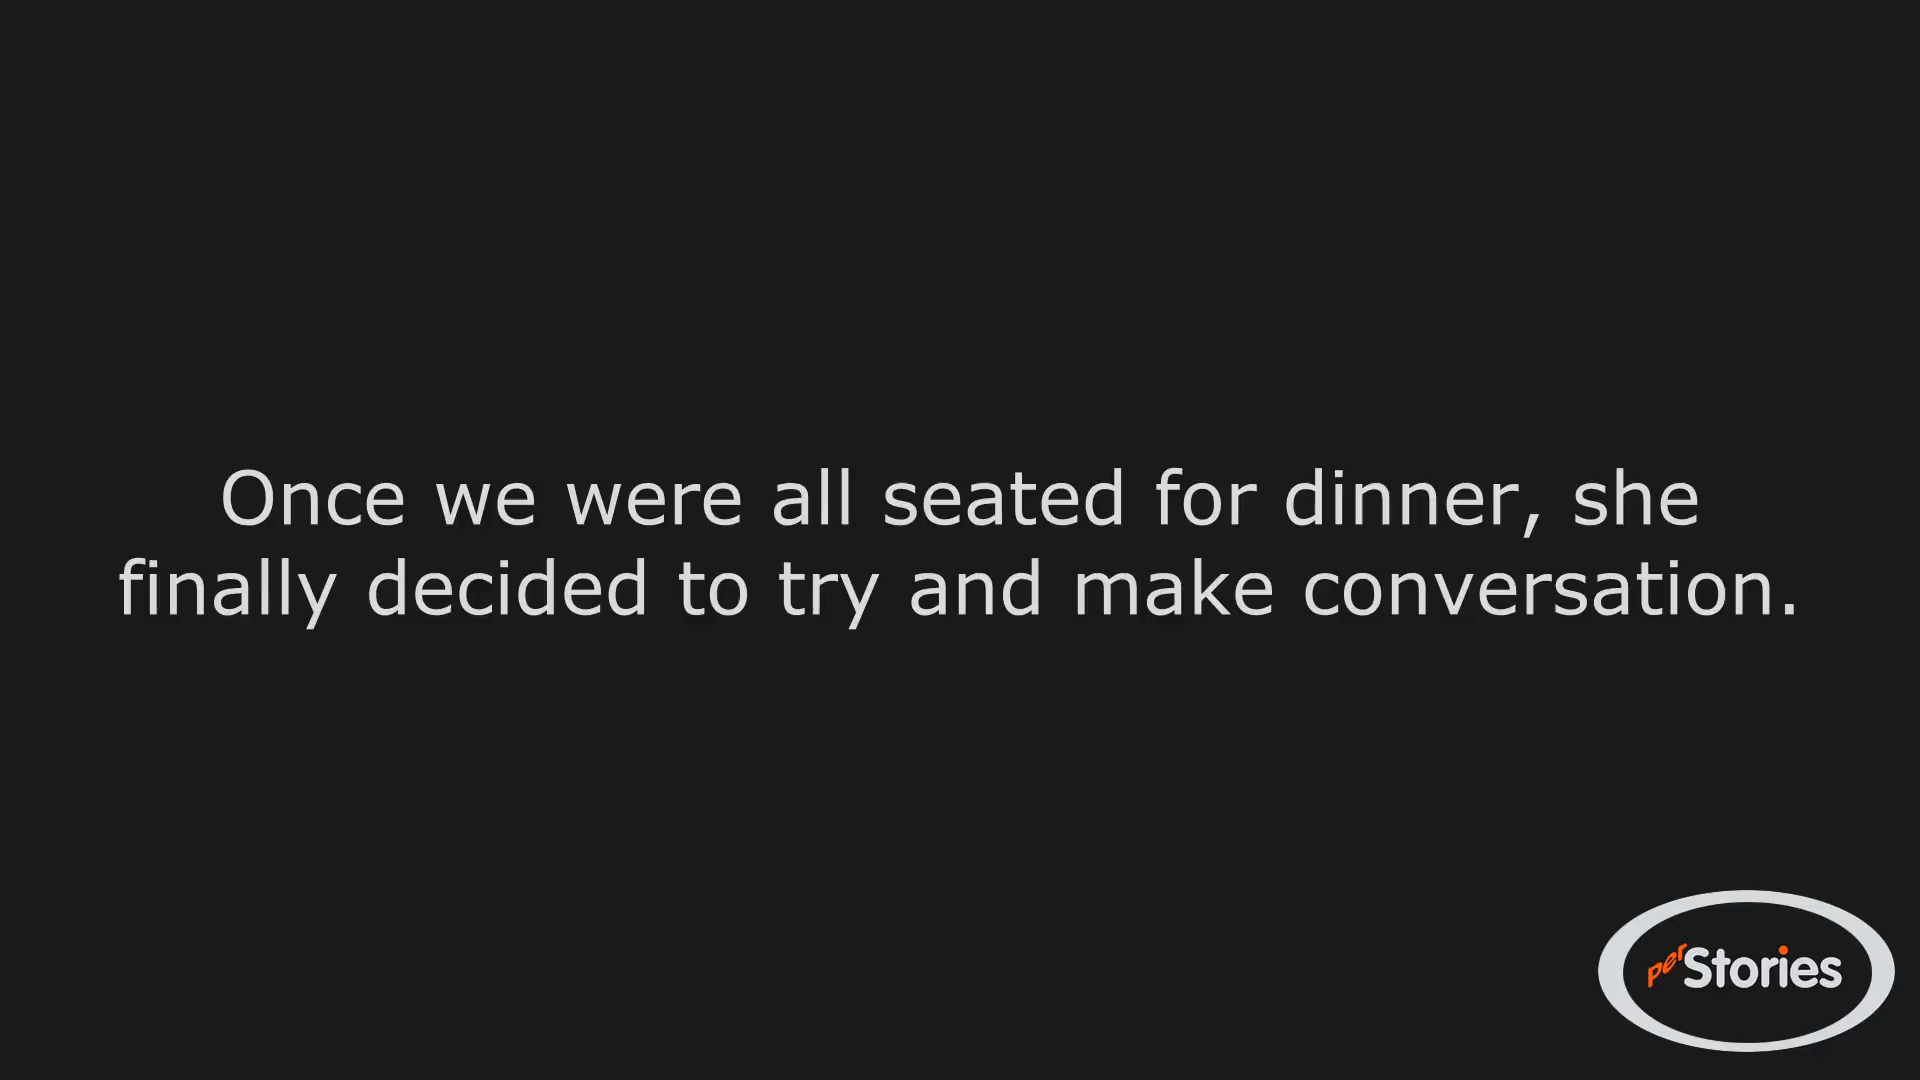 Once we were all seated for dinner, she
finally decided to try and make conversation.
perStories